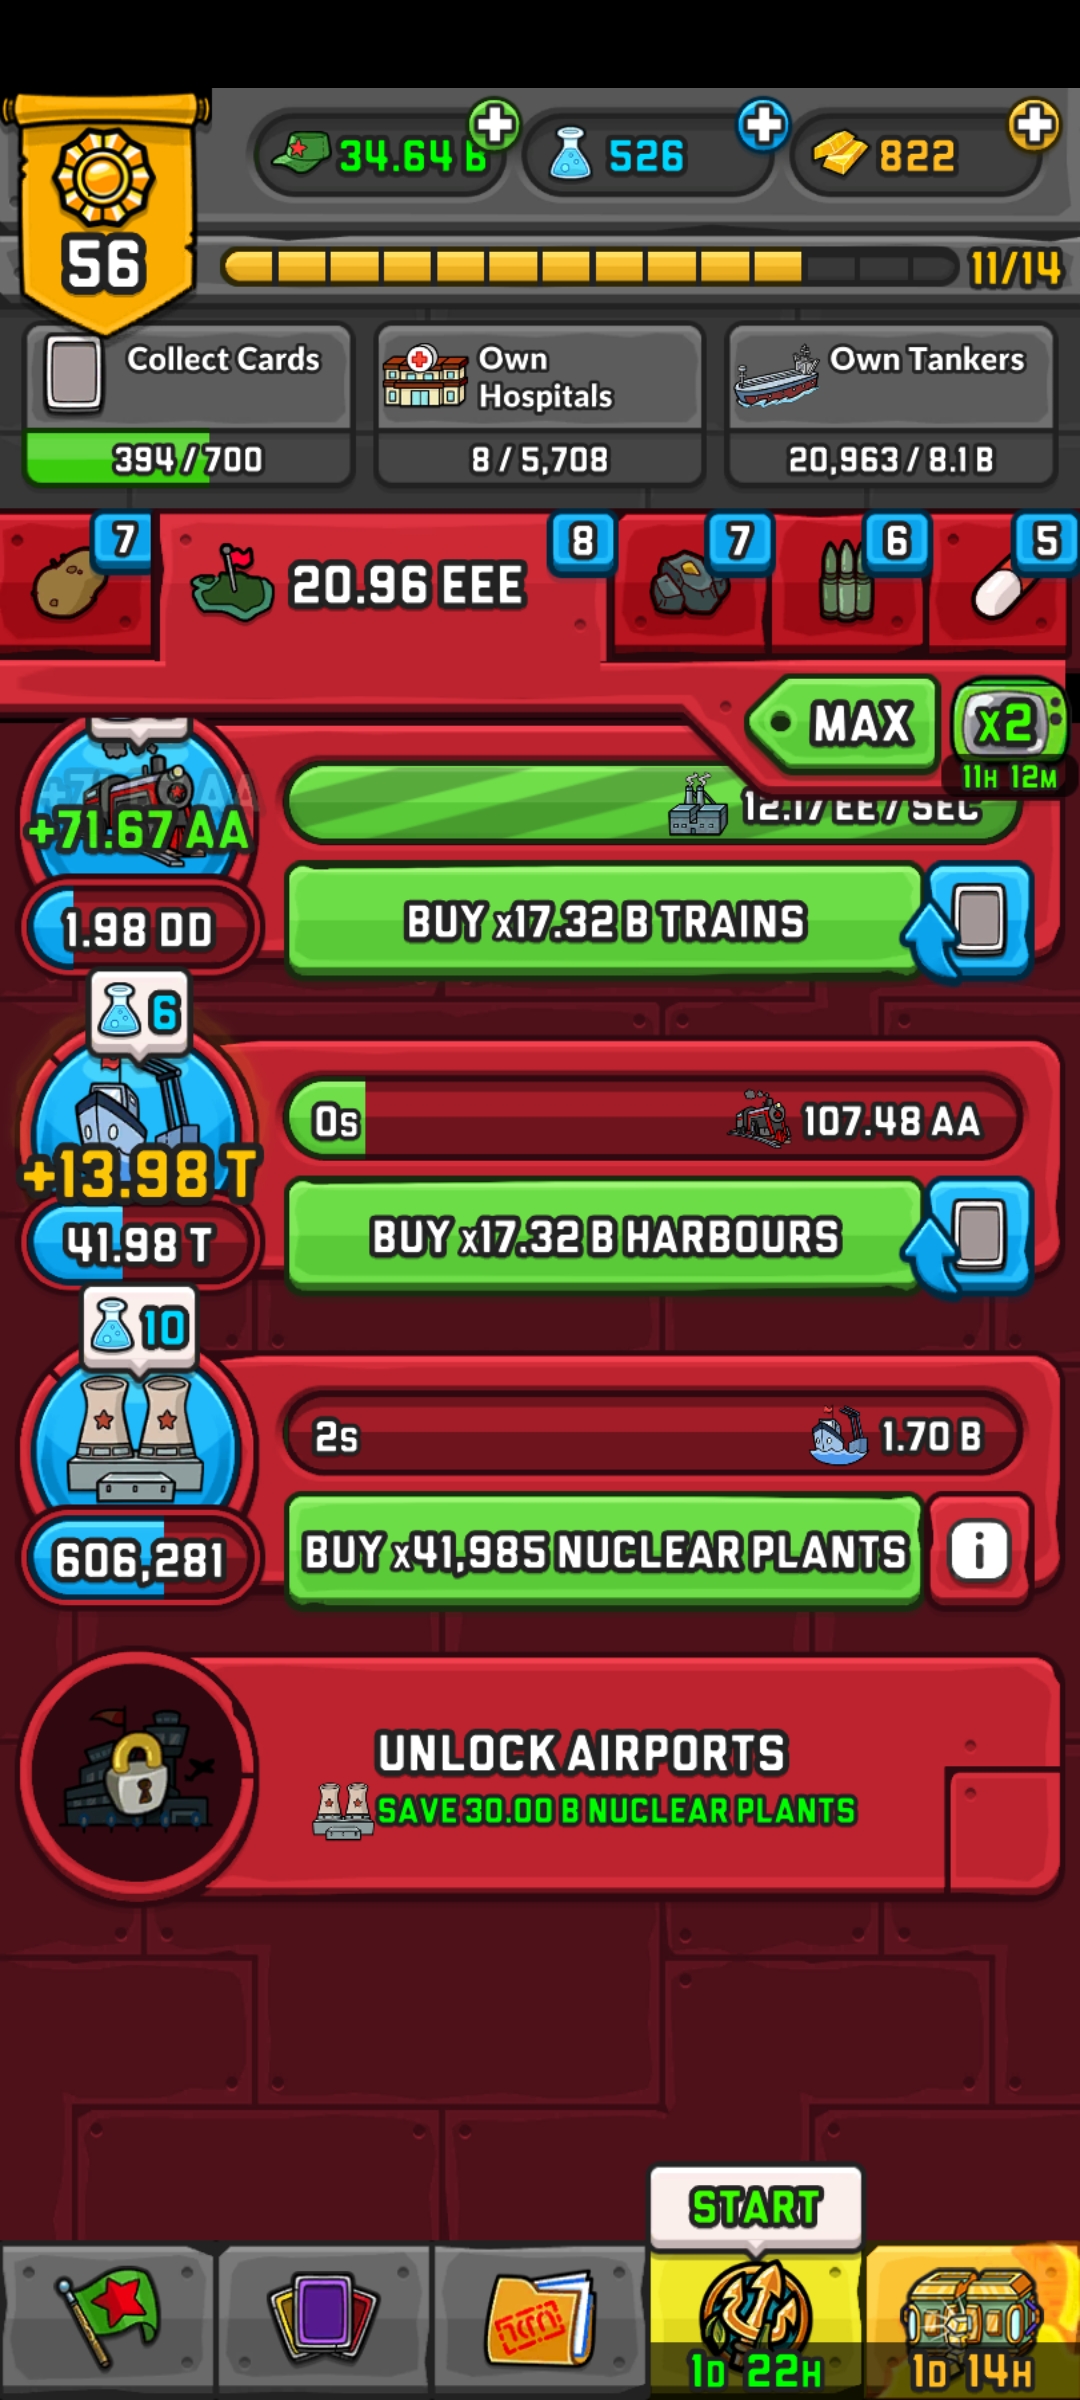 56
34.64 B
526
822
11/14
Collect Cards
394/700
Own
Hospitals
8/5,708
Own Tankers
20,963/8.1 B
7
20.96 EEE
8
7
6
5
MAX
x2
11H 12M
+71.67 AA
12.17 EE / SEC
1.98 DD
BUY x17.32 B TRAINS
6
0s
107.48 AA
+13.98 T
41.98 T
BUY x17.32 B HARBOURS
10
2s
1.70 B
606,281
BUY x41,985 NUCLEAR PLANTS
i
UNLOCK AIRPORTS
SAVE 30.00 B NUCLEAR PLANTS
START
1D 22H
1D 14H